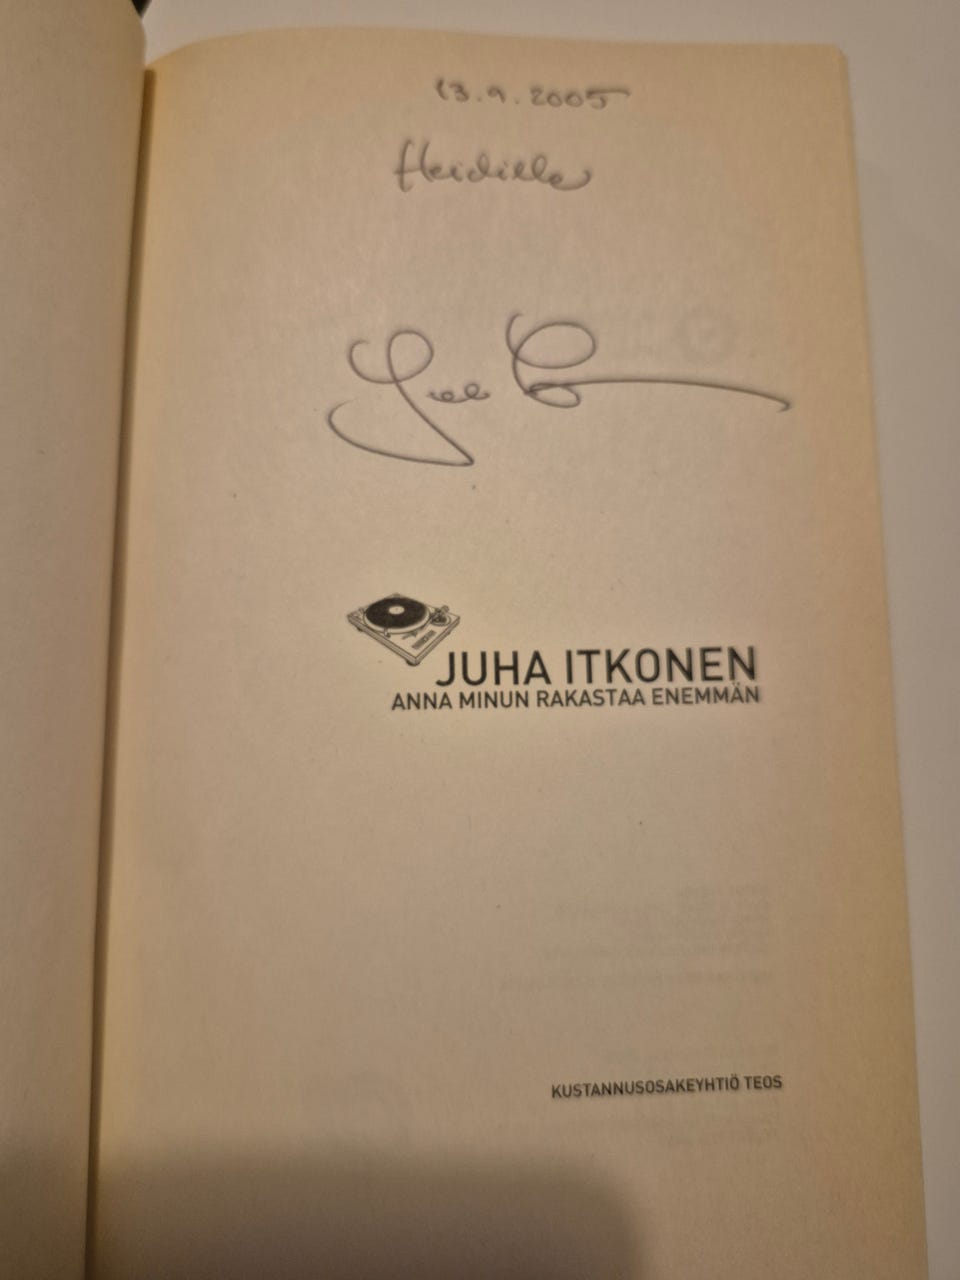 13.9.2005
Heidille
JUHA ITKONEN
ANNA MINUN RAKASTAA ENEMMÄN
KUSTANNUSOSAKEYHTIÖ TEOS